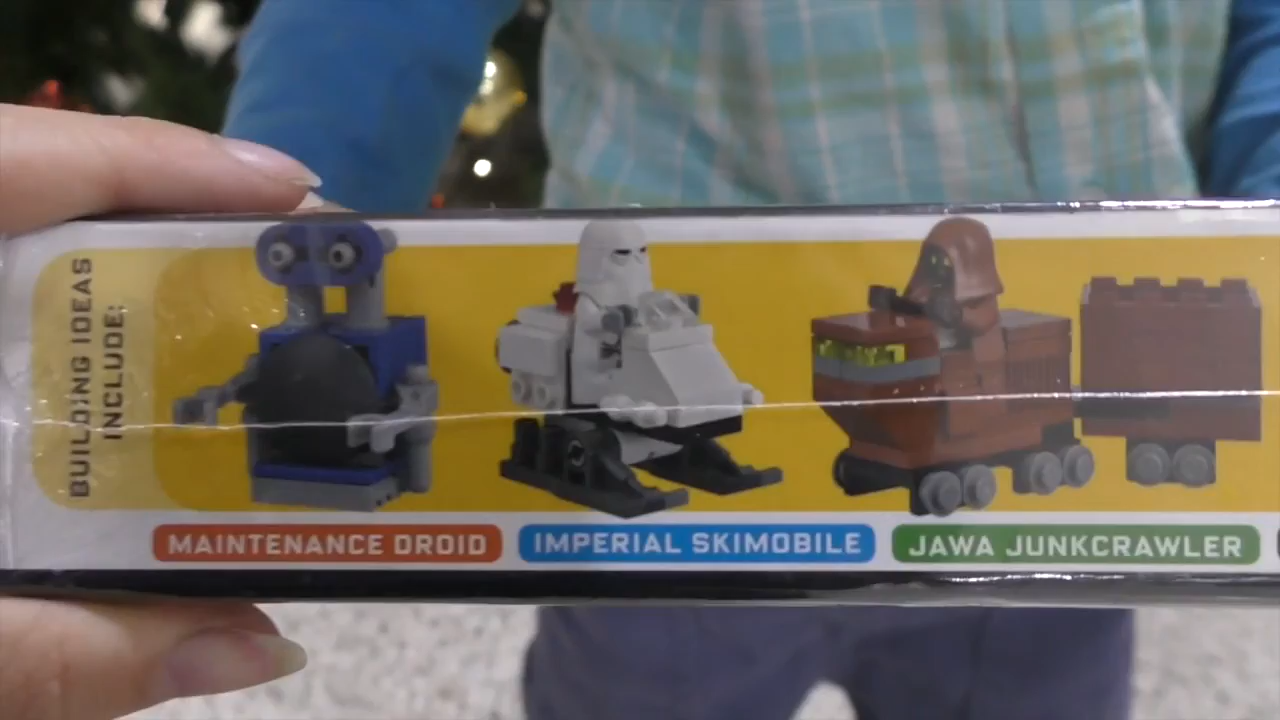 BUILDING IDEAS
INCLUDE:
MAINTENANCE DROID
IMPERIAL SKIMOBILE
JAWA JUNKCRAWLER